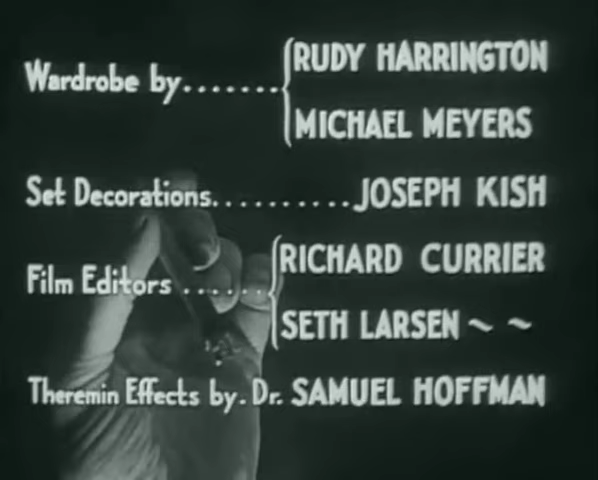 Wardrobe by....... RUDY HARRINGTON
MICHAEL MEYERS
Set Decorations.......... JOSEPH KISH
Film Editors ...... RICHARD CURRIER
SETH LARSEN ~ ~
Theremin Effects by. Dr. SAMUEL HOFFMAN